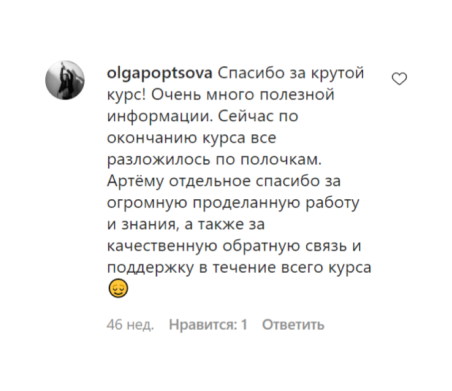 olgapoptsova Спасибо за крутой
курс! Очень много полезной
информации. Сейчас по
окончанию курса все
разложилось по полочкам.
Артёму отдельное спасибо за
огромную проделанную работу
и знания, а также за
качественную обратную связь и
поддержку в течение всего курса
😌
46 нед. Нравится: 1 Ответить